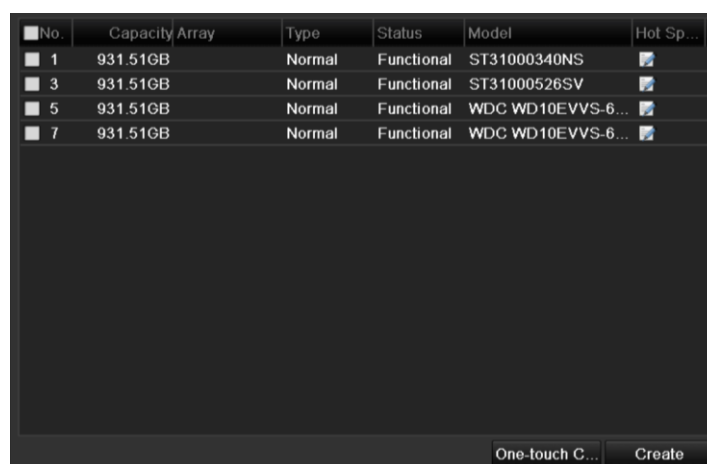 No. Capacity Array Type Status Model Hot Sp...
1 931.51GB Normal Functional ST31000340NS
3 931.51GB Normal Functional ST31000526SV
5 931.51GB Normal Functional WDC WD10EVVS-6...
7 931.51GB Normal Functional WDC WD10EVVS-6...
One-touch C... Create